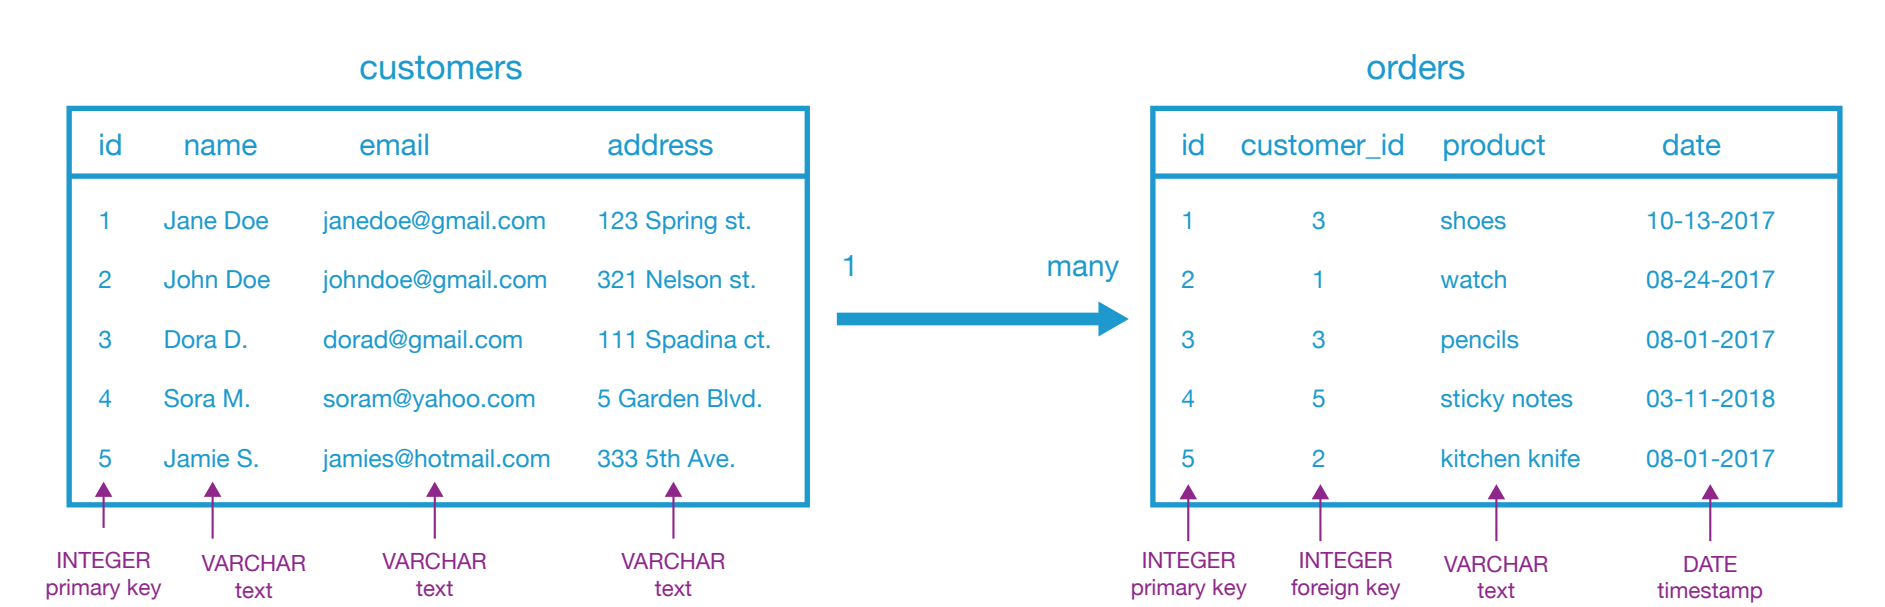 customers
id name email address
1 Jane Doe janedoe@gmail.com 123 Spring st.
2 John Doe johndoe@gmail.com 321 Nelson st.
3 Dora D. dorad@gmail.com 111 Spadina ct.
4 Sora M. soram@yahoo.com 5 Garden Blvd.
5 Jamie S. jamies@hotmail.com 333 5th Ave.
INTEGER VARCHAR VARCHAR VARCHAR
primary key text text text
1 many
orders
id customer_id product date
1 3 shoes 10-13-2017
2 1 watch 08-24-2017
3 3 pencils 08-01-2017
4 5 sticky notes 03-11-2018
5 2 kitchen knife 08-01-2017
INTEGER INTEGER VARCHAR DATE
primary key foreign key text timestamp